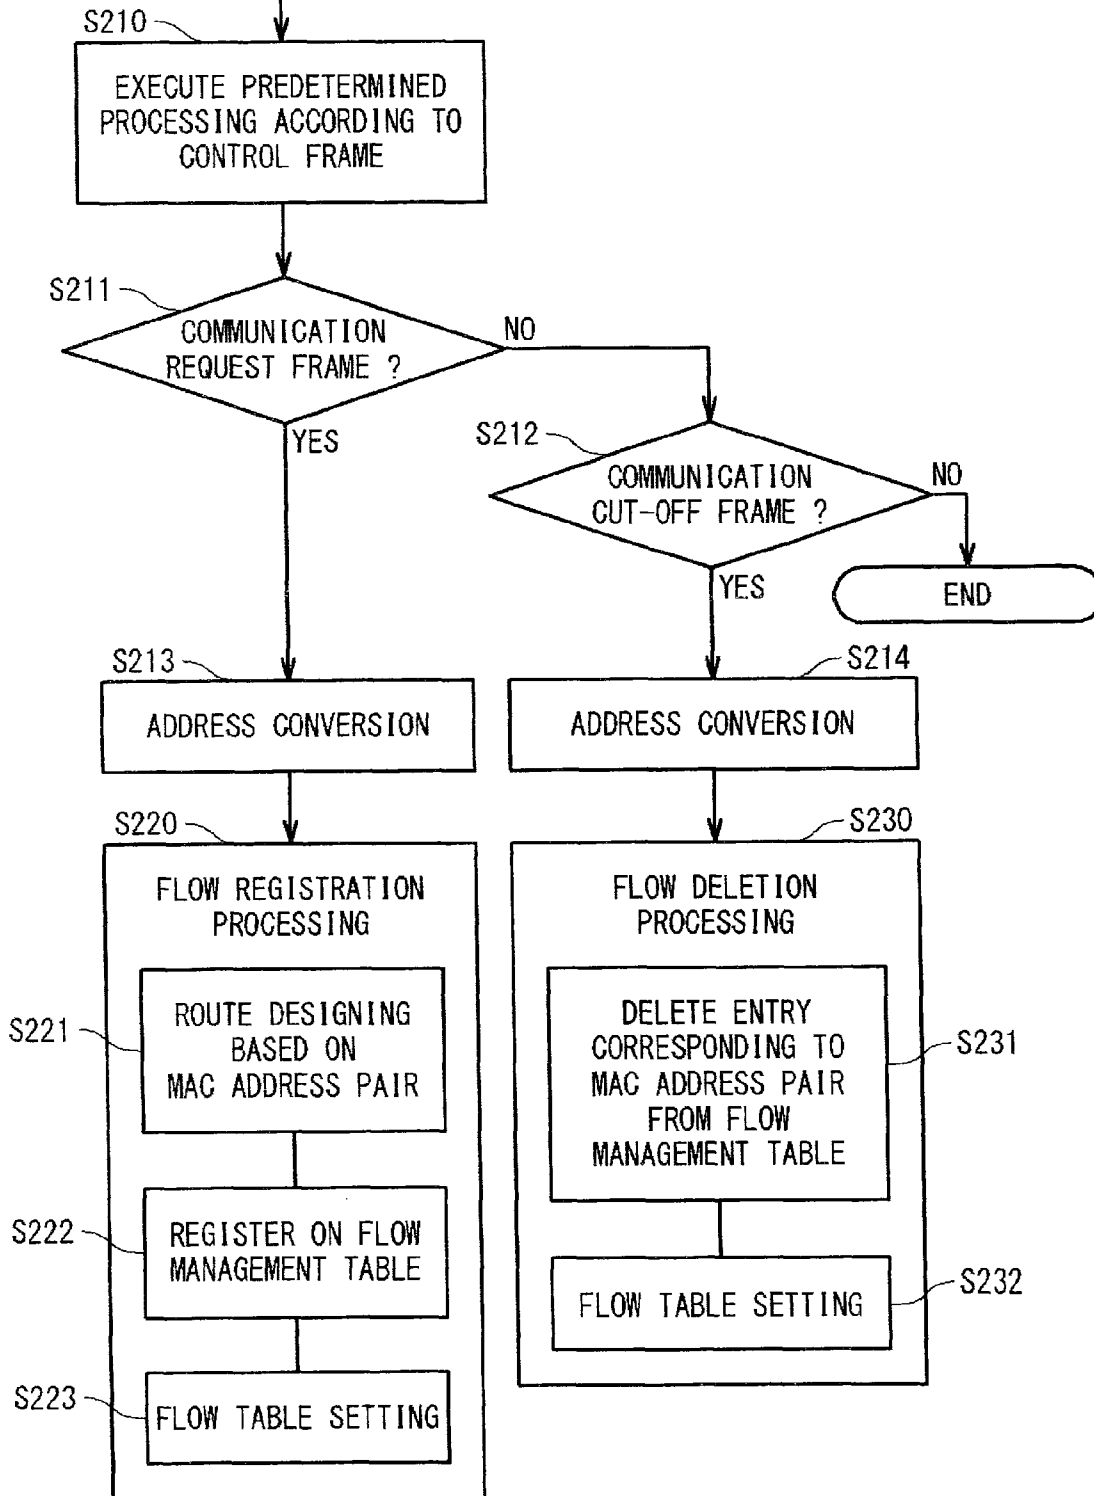 S210
EXECUTE PREDETERMINED
PROCESSING ACCORDING TO
CONTROL FRAME
S211
COMMUNICATION
REQUEST FRAME ?
NO
YES
S212
COMMUNICATION
CUT-OFF FRAME ?
NO
YES
END
S213
ADDRESS CONVERSION
S214
ADDRESS CONVERSION
S220
FLOW REGISTRATION
PROCESSING
S221
ROUTE DESIGNING
BASED ON
MAC ADDRESS PAIR
S222
REGISTER ON FLOW
MANAGEMENT TABLE
S223
FLOW TABLE SETTING
S230
FLOW DELETION
PROCESSING
S231
DELETE ENTRY
CORRESPONDING TO
MAC ADDRESS PAIR
FROM FLOW
MANAGEMENT TABLE
S232
FLOW TABLE SETTING